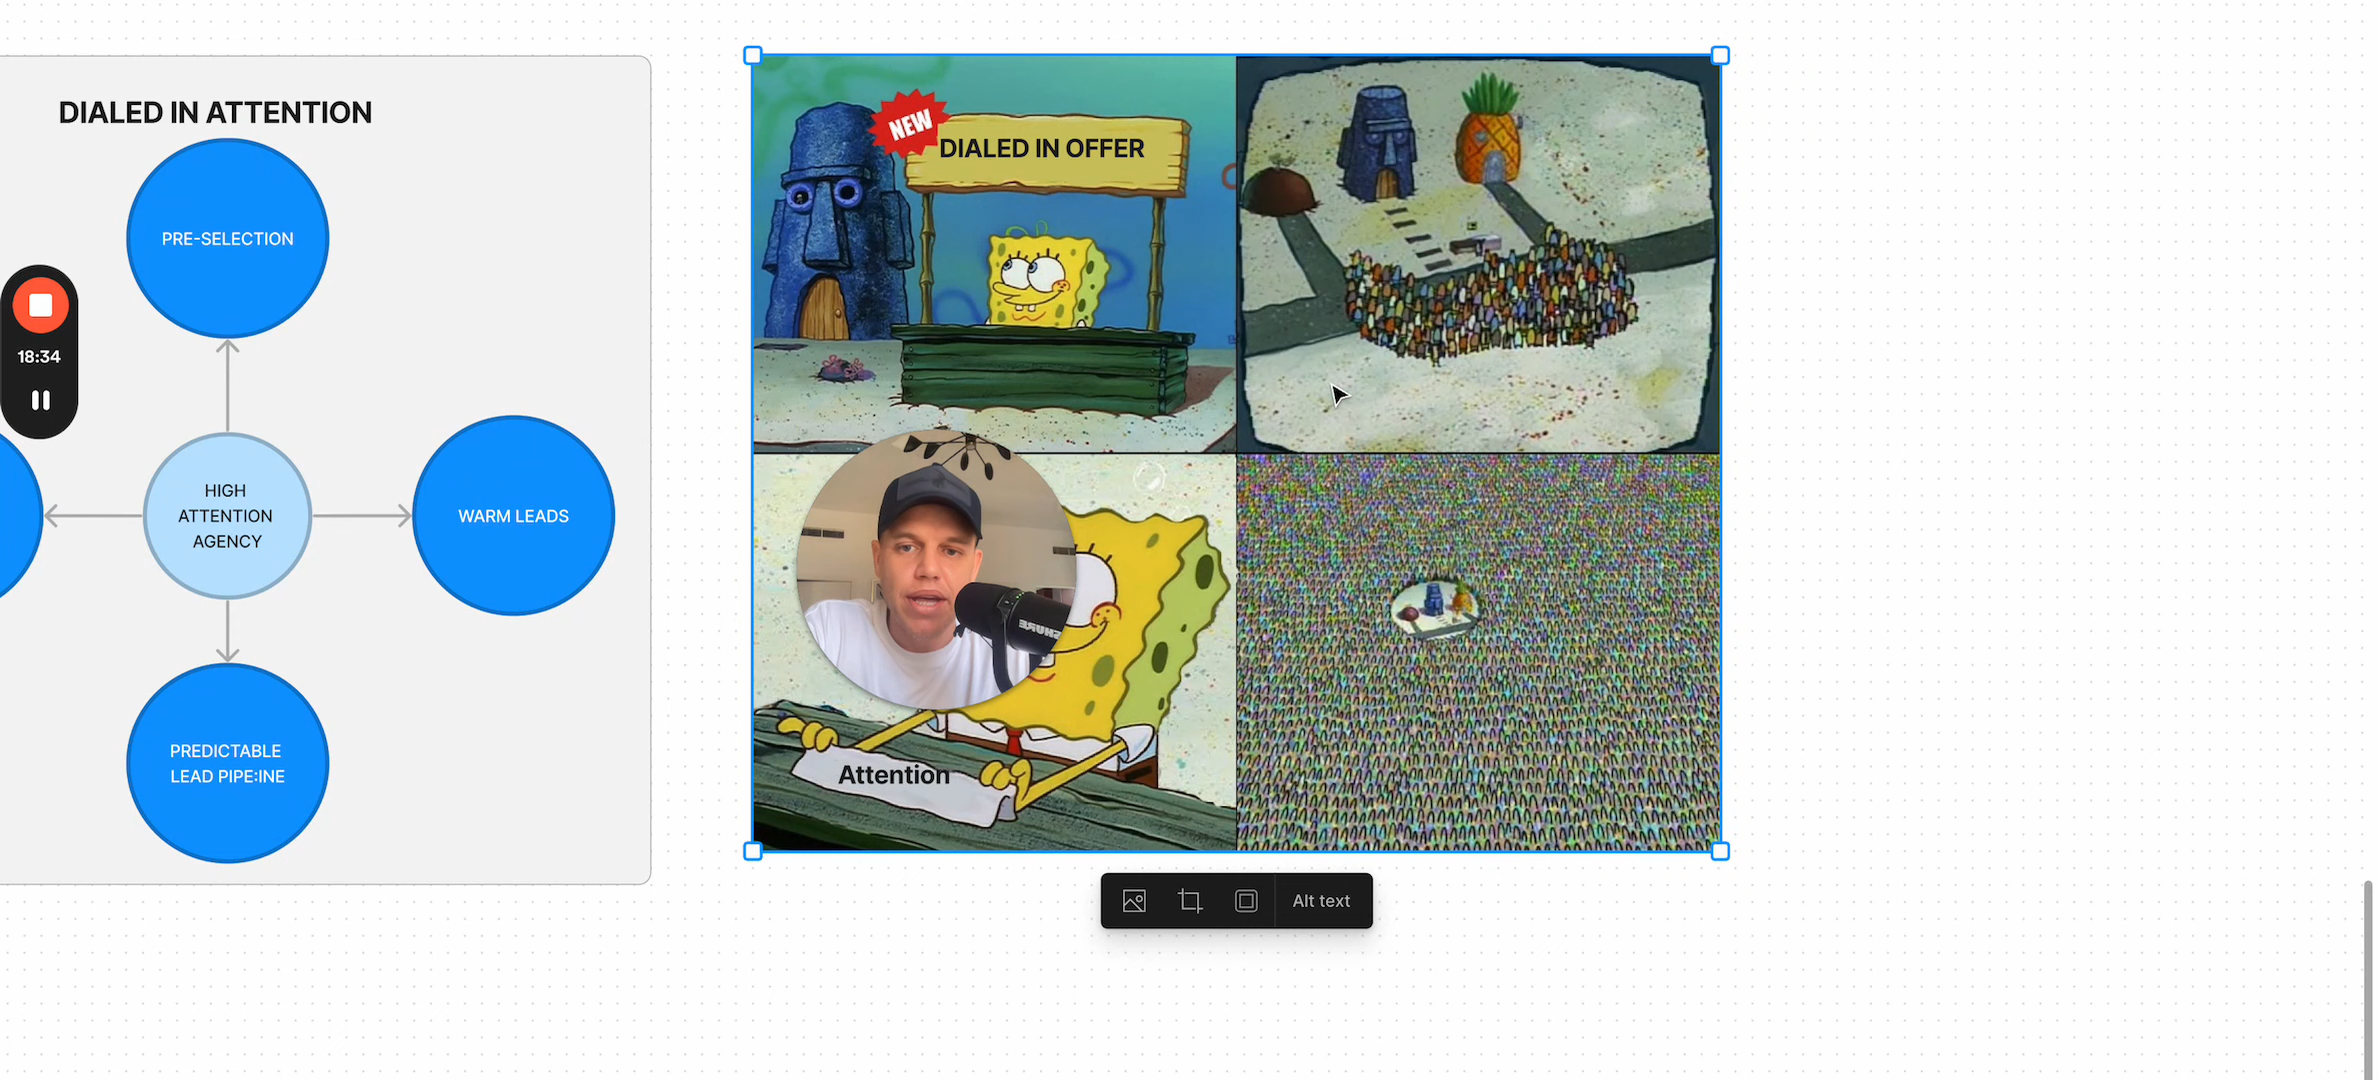 DIALED IN ATTENTION
PRE-SELECTION
18:34
HIGH
ATTENTION
AGENCY
WARM LEADS
PREDICTABLE
LEAD PIPE:INE
NEW
DIALED IN OFFER
SHURE
Attention
Alt text